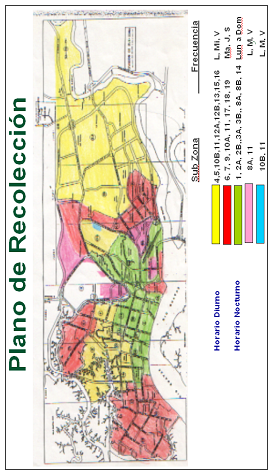 Plano de Recolección
Sub Zona
Frecuencia
Horario Diurno
4,5,10B,11,12A,12B,13,15,16
L, Mi, V
6, 7, 9, 10A, 11, 17, 18, 19
Ma, J, S
Horario Nocturno
1, 2A, 2B, 3A, 3B, 8A, 8B, 14
Lun a Dom
8A, 11
L, M, V
10B, 11
L, M, V